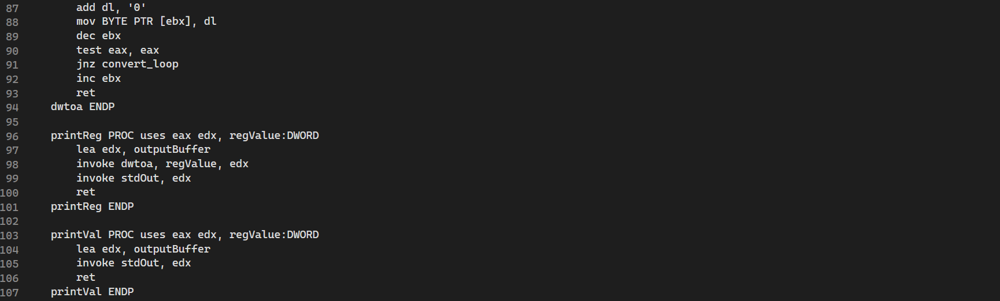 87 add dl, '0'
88 mov BYTE PTR [ebx], dl
89 dec ebx
90 test eax, eax
91 jnz convert_loop
92 inc ebx
93 ret
94 dwtoa ENDP
95
96 printReg PROC uses eax edx, regValue:DWORD
97 lea edx, outputBuffer
98 invoke dwtoa, regValue, edx
99 invoke stdOut, edx
100 ret
101 printReg ENDP
102
103 printVal PROC uses eax edx, regValue:DWORD
104 lea edx, outputBuffer
105 invoke stdOut, edx
106 ret
107 printVal ENDP